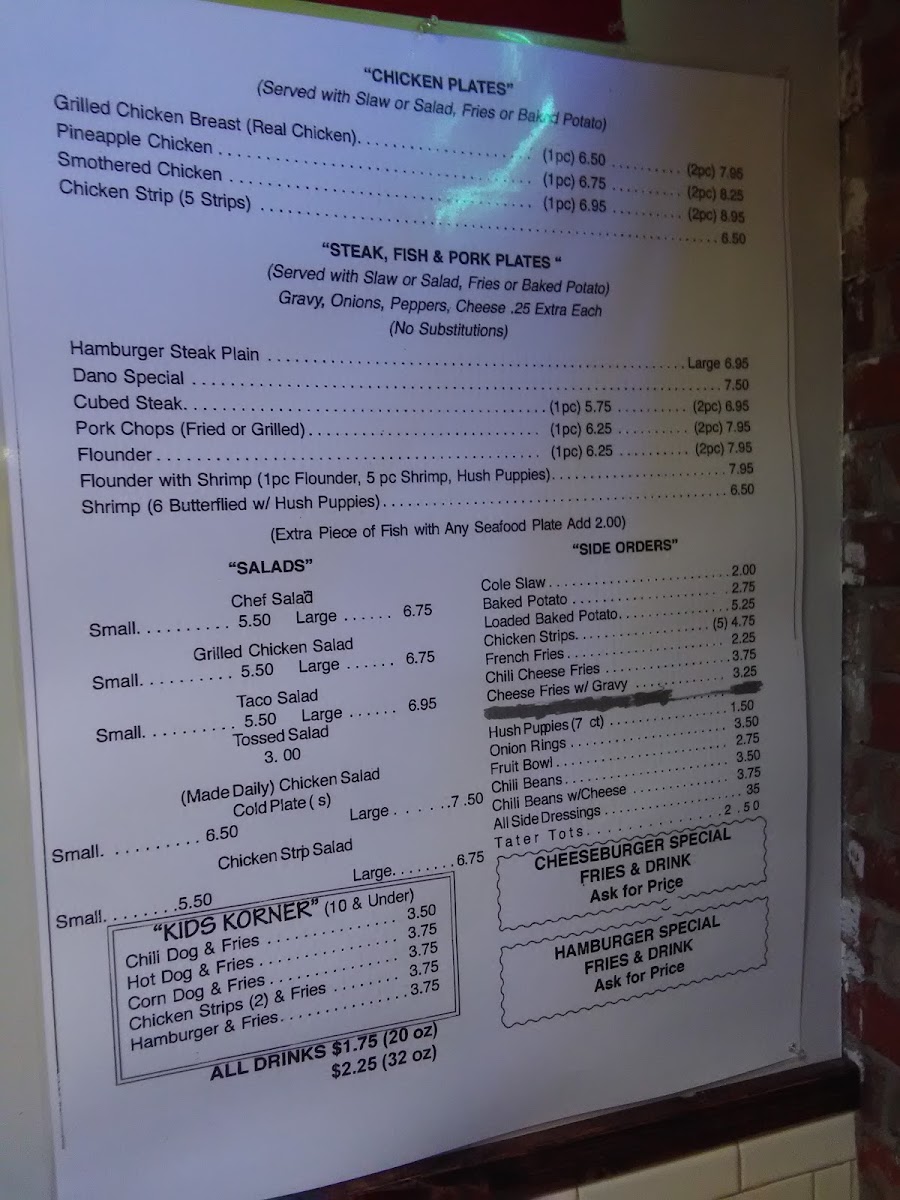 "CHICKEN PLATES"
(Served with Slaw or Salad, Fries or Baked Potato)
Grilled Chicken Breast (Real Chicken). . . . . . . . . . . . . . . . . . . . . (1pc) 6.50 . . . . . . . . . (2pc) 7.95
Pineapple Chicken . . . . . . . . . . . . . . . . . . . . . (1pc) 6.75 . . . . . . . . . (2pc) 8.25
Smothered Chicken . . . . . . . . . . . . . . . . . . . . . (1pc) 6.95 . . . . . . . . . (2pc) 8.95
Chicken Strip (5 Strips) . . . . . . . . . . . . . . . . . . . . . 6.50
"STEAK, FISH & PORK PLATES "
(Served with Slaw or Salad, Fries or Baked Potato)
Gravy, Onions, Peppers, Cheese .25 Extra Each
(No Substitutions)
Hamburger Steak Plain . . . . . . . . . . . . . . . . . . . . . Large 6.95
Dano Special . . . . . . . . . . . . . . . . . . . . . 7.50
Cubed Steak. . . . . . . . . . . . . . . . . . . . . (1pc) 5.75 . . . . . . . . . (2pc) 6.95
Pork Chops (Fried or Grilled). . . . . . . . . . . . . . . . . . . . . (1pc) 6.25 . . . . . . . . . (2pc) 7.95
Flounder. . . . . . . . . . . . . . . . . . . . . (1pc) 6.25 . . . . . . . . . (2pc) 7.95
Flounder with Shrimp (1pc Flounder, 5 pc Shrimp, Hush Puppies). . . . . . . . . . . . . . . . . . . . . 7.95
Shrimp (6 Butterflied w/ Hush Puppies). . . . . . . . . . . . . . . . . . . . . 6.50
(Extra Piece of Fish with Any Seafood Plate Add 2.00)
"SALADS"
Chef Salad
Small. . . . . . . . . . 5.50 Large . . . . . . 6.75
Grilled Chicken Salad
Small. . . . . . . . . . 5.50 Large . . . . . . 6.75
Taco Salad
Small. . . . . . . . . . 5.50 Large . . . . . . 6.95
Tossed Salad
3. 00
(Made Daily) Chicken Salad
Cold Plate ( s)
Small. . . . . . . . . . 6.50 Large . . . . . . .7 .50
Chicken Strp Salad
Small. . . . . . . .5.50 Large. . . . . . . 6.75
"SIDE ORDERS"
Cole Slaw . . . . . . . . . . . . . . . 2.00
Baked Potato . . . . . . . . . . . . . . . 2.75
Loaded Baked Potato. . . . . . . . . . . . . . . 5.25
Chicken Strips. . . . . . . . . . . . . . . (5) 4.75
French Fries . . . . . . . . . . . . . . . 2.25
Chili Cheese Fries . . . . . . . . . . . . . . . 3.75
Cheese Fries w/ Gravy . . . . . . . . . . . 3.25
Hush Puppies (7 ct) . . . . . . . . . . . . . . . 1.50
Onion Rings . . . . . . . . . . . . . . . 3.50
Fruit Bowl . . . . . . . . . . . . . . . 2.75
Chili Beans. . . . . . . . . . . . . . . 3.50
Chili Beans w/Cheese . . . . . . . . . . . . . . . 3.75
All Side Dressings . . . . . . . . . . . . . . . 35
Tater Tots. . . . . . . . . . . . . . . 2 . 5 0
CHEESEBURGER SPECIAL
FRIES & DRINK
Ask for Price
HAMBURGER SPECIAL
FRIES & DRINK
Ask for Price
"KIDS KORNER" (10 & Under)
Chili Dog & Fries . . . . . . . . . . . . . 3.50
Hot Dog & Fries . . . . . . . . . . . . . 3.75
Corn Dog & Fries . . . . . . . . . . . . . 3.75
Chicken Strips (2) & Fries . . . . . . . . 3.75
Hamburger & Fries. . . . . . . . . . . . . 3.75
ALL DRINKS $1.75 (20 oz)
$2.25 (32 oz)